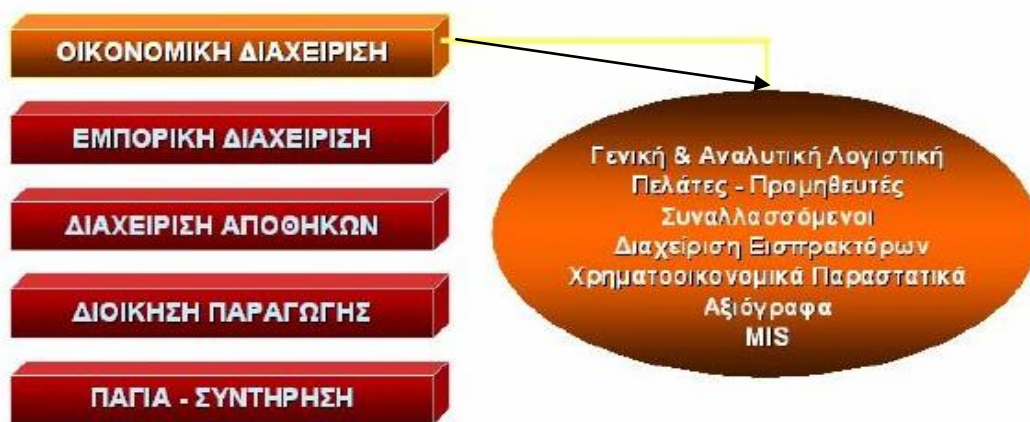 ΟΙΚΟΝΟΜΙΚΗ ΔΙΑΧΕΙΡΙΣΗ
ΕΜΠΟΡΙΚΗ ΔΙΑΧΕΙΡΙΣΗ
ΔΙΑΧΕΙΡΙΣΗ ΑΠΟΘΗΚΩΝ
ΔΙΟΙΚΗΣΗ ΠΑΡΑΓΩΓΗΣ
ΠΑΓΙΑ - ΣΥΝΤΗΡΗΣΗ
Γενική & Αναλυτική Λογιστική
Πελάτες - Προμηθευτές
Συναλλασσόμενοι
Διαχείριση Εισπρακτόρων
Χρηματοοικονομικά Παραστατικά
Αξιόγραφα
MIS